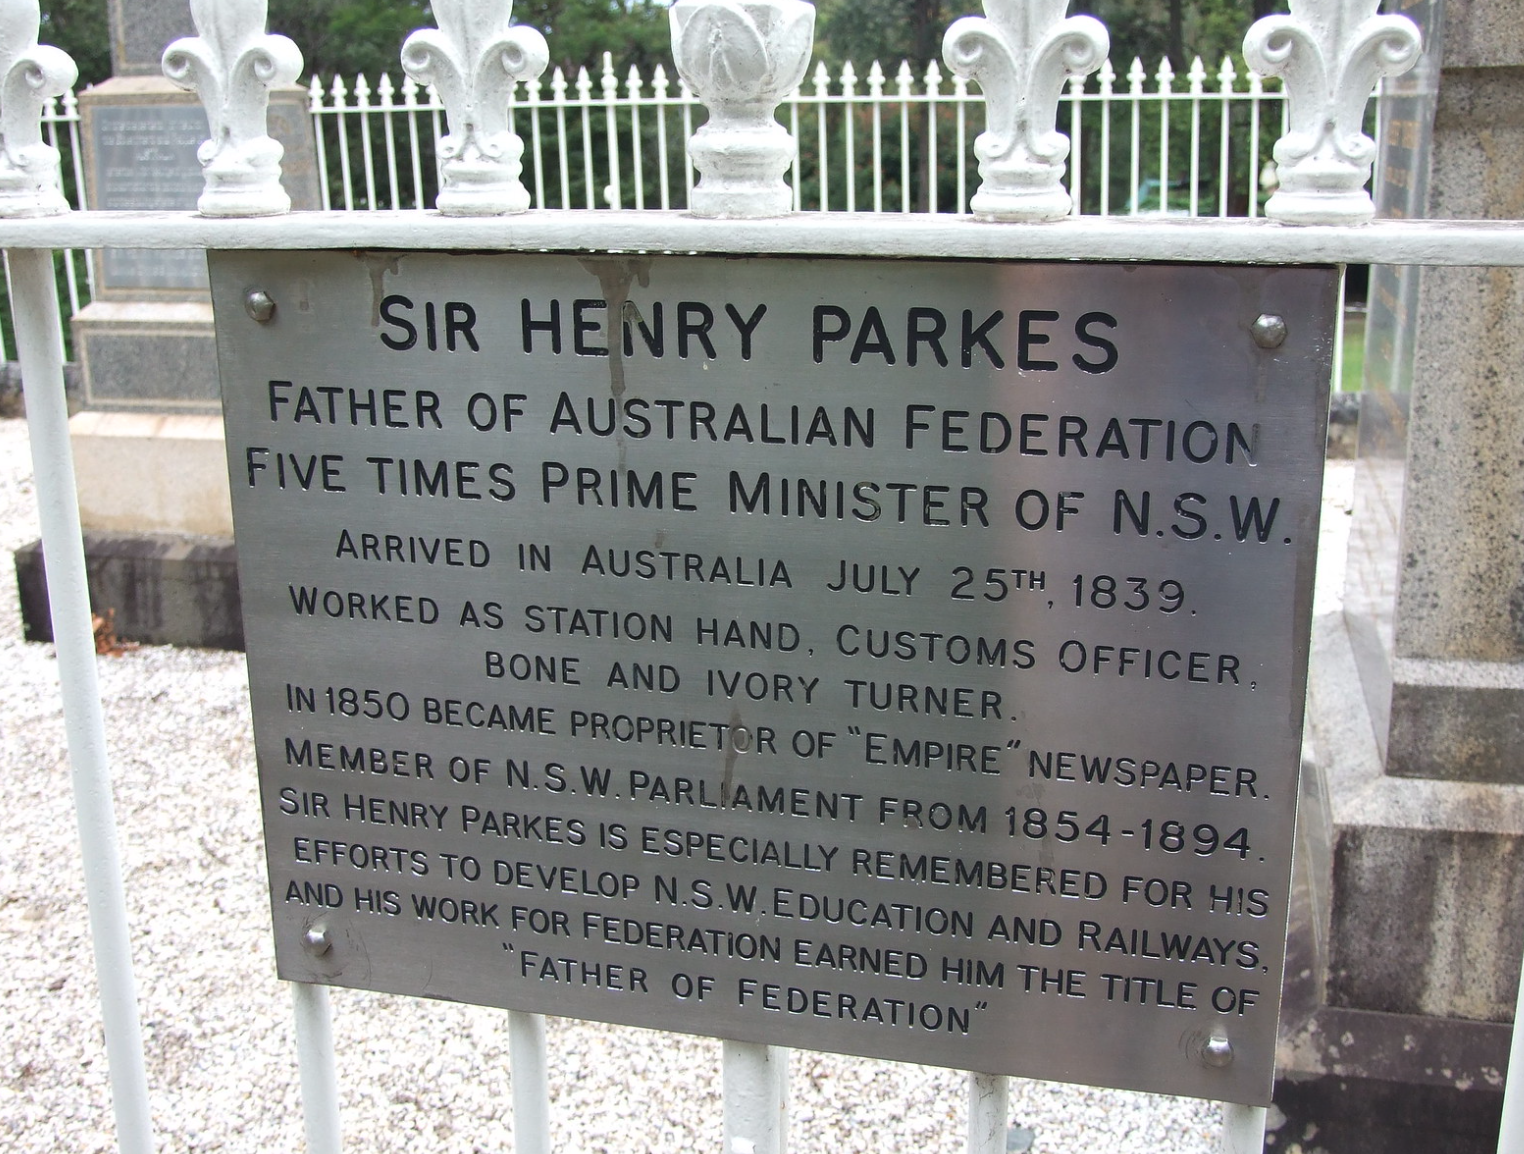 SIR HENRY PARKES
FATHER OF AUSTRALIAN FEDERATION
FIVE TIMES PRIME MINISTER OF N.S.W.
ARRIVED IN AUSTRALIA JULY 25TH, 1839.
WORKED AS STATION HAND, CUSTOMS OFFICER,
BONE AND IVORY TURNER.
IN 1850 BECAME PROPRIETOR OF "EMPIRE" NEWSPAPER.
MEMBER OF N.S.W. PARLIAMENT FROM 1854-1894.
SIR HENRY PARKES IS ESPECIALLY REMEMBERED FOR HIS
EFFORTS TO DEVELOP N.S.W. EDUCATION AND RAILWAYS,
AND HIS WORK FOR FEDERATION EARNED HIM THE TITLE OF
"FATHER OF FEDERATION"